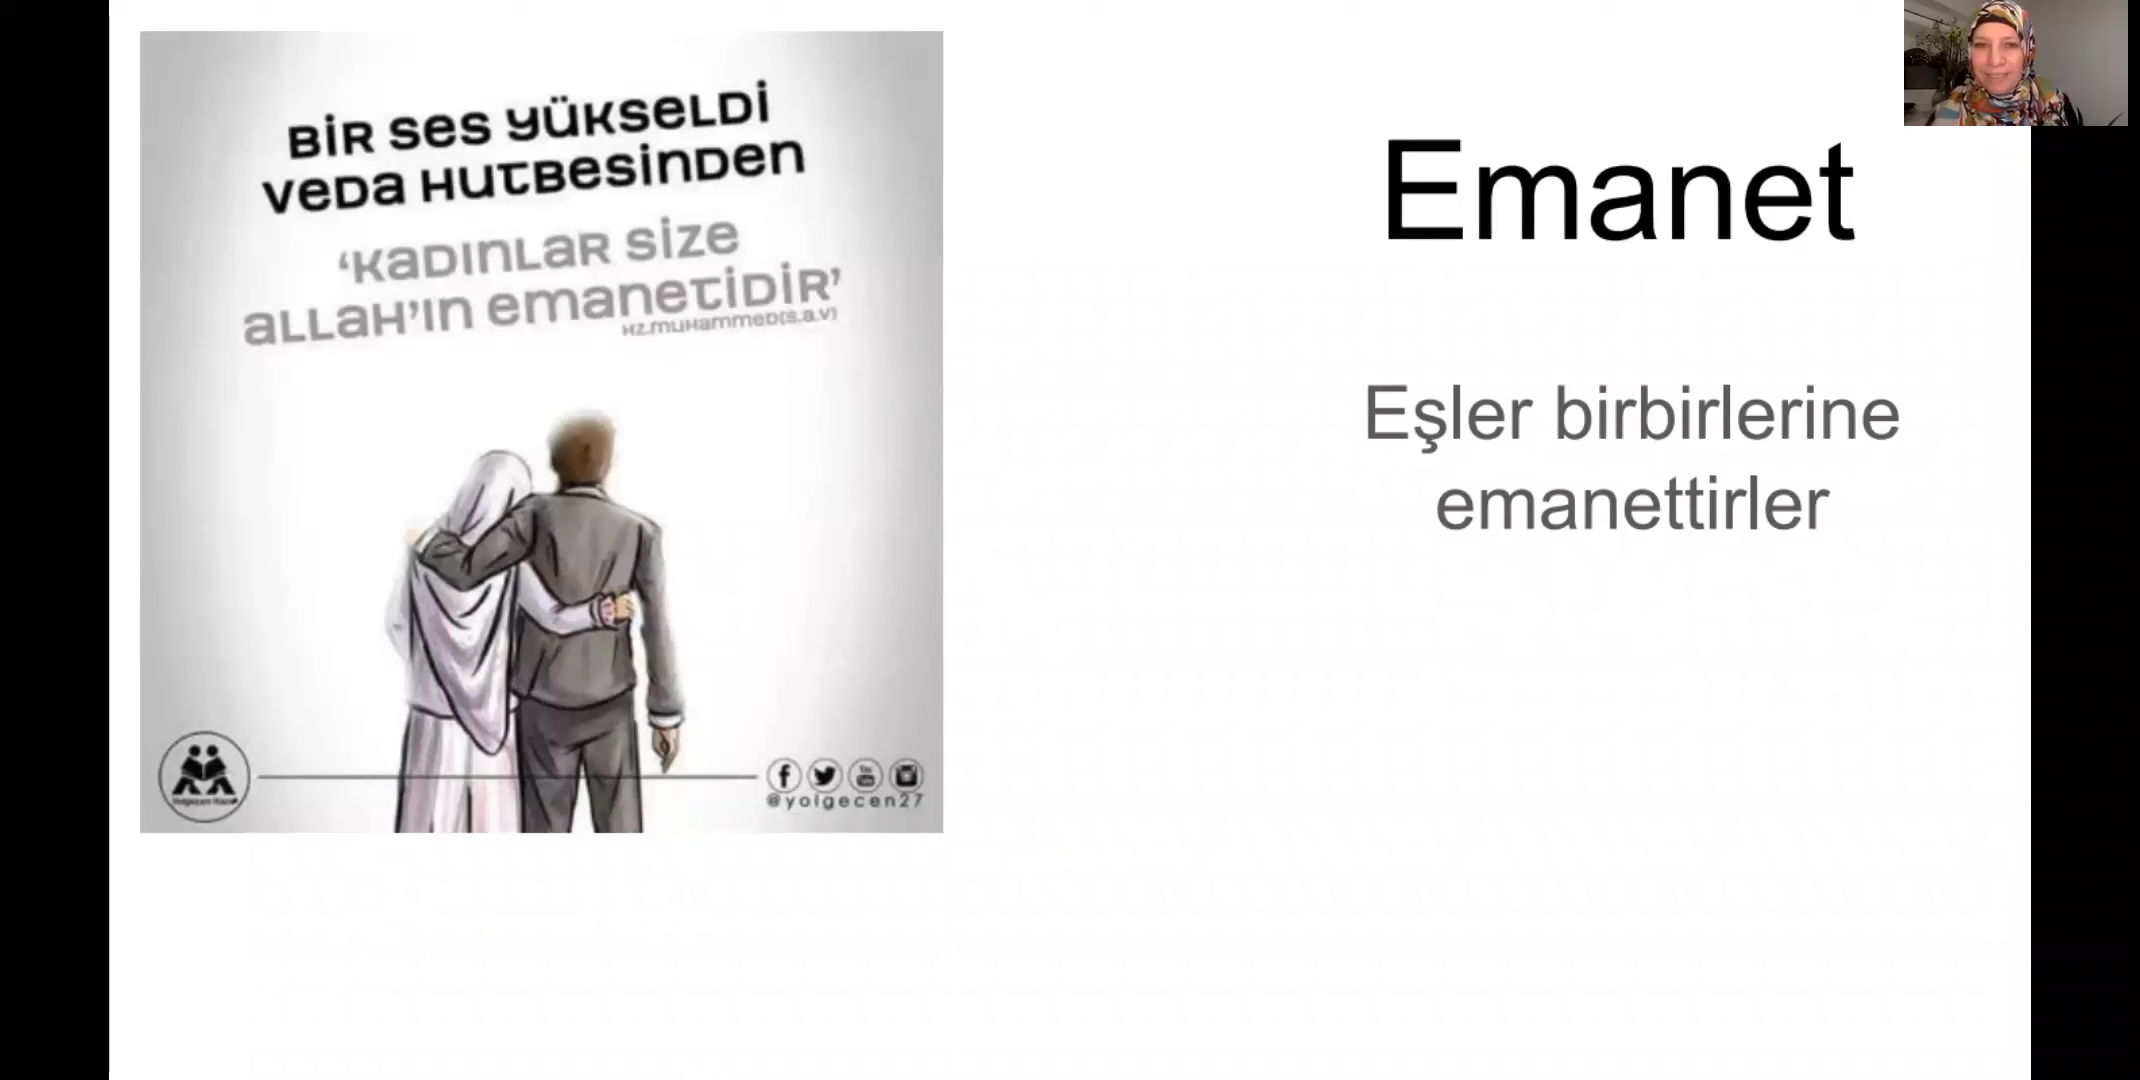 BİR SES YÜKSELDİ
VEDA HUTBESİNDEN
‘KADINLAR SİZE
ALLAH’IN EMANETİDİR’
HZ.MUHAMMED(S.A.V)
@yolgecen27
Emanet
Eşler birbirlerine
emanettirler